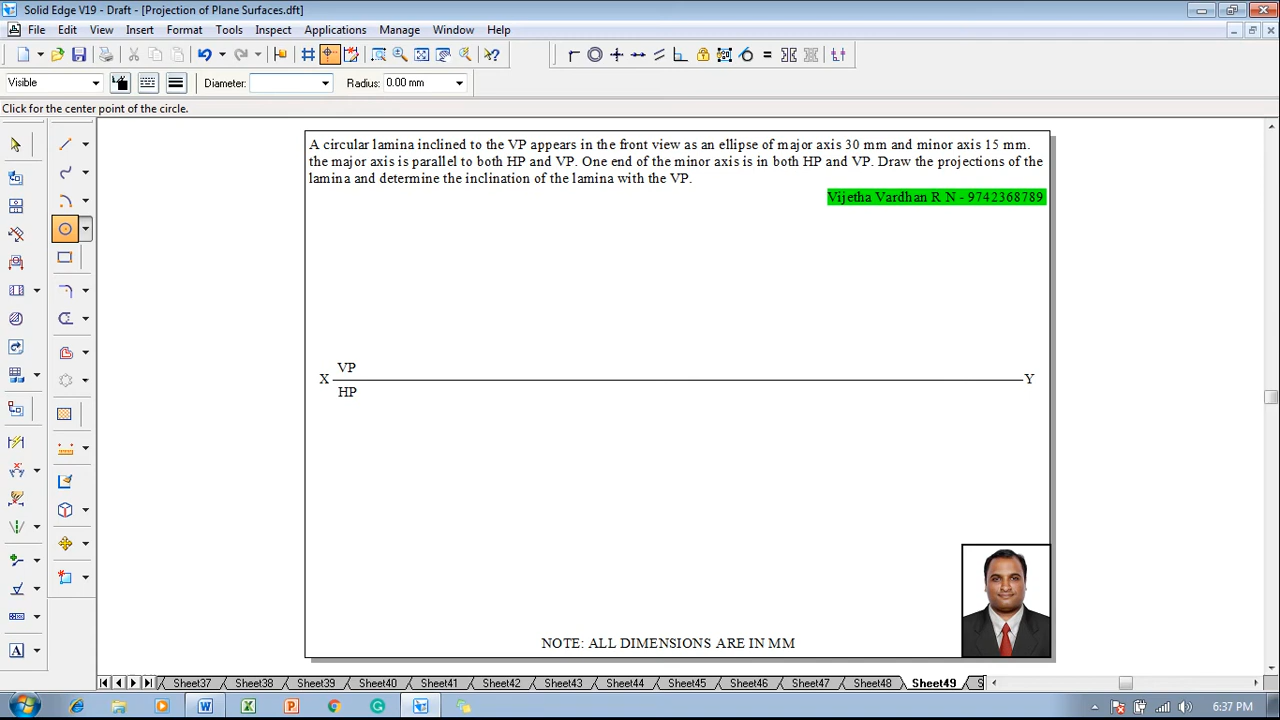 Solid Edge V19 - Draft - [Projection of Plane Surfaces.dft]
File Edit View Insert Format Tools Inspect Applications Manage Window Help
Visible Diameter: Radius: 0.00 mm
Click for the center point of the circle.
A circular lamina inclined to the VP appears in the front view as an ellipse of major axis 30 mm and minor axis 15 mm.
the major axis is parallel to both HP and VP. One end of the minor axis is in both HP and VP. Draw the projections of the
lamina and determine the inclination of the lamina with the VP.
Vijetha Vardhan R N - 9742368789
VP
X Y
HP
NOTE: ALL DIMENSIONS ARE IN MM
Sheet37 Sheet38 Sheet39 Sheet40 Sheet41 Sheet42 Sheet43 Sheet44 Sheet45 Sheet46 Sheet47 Sheet48 Sheet49 S
6:37 PM